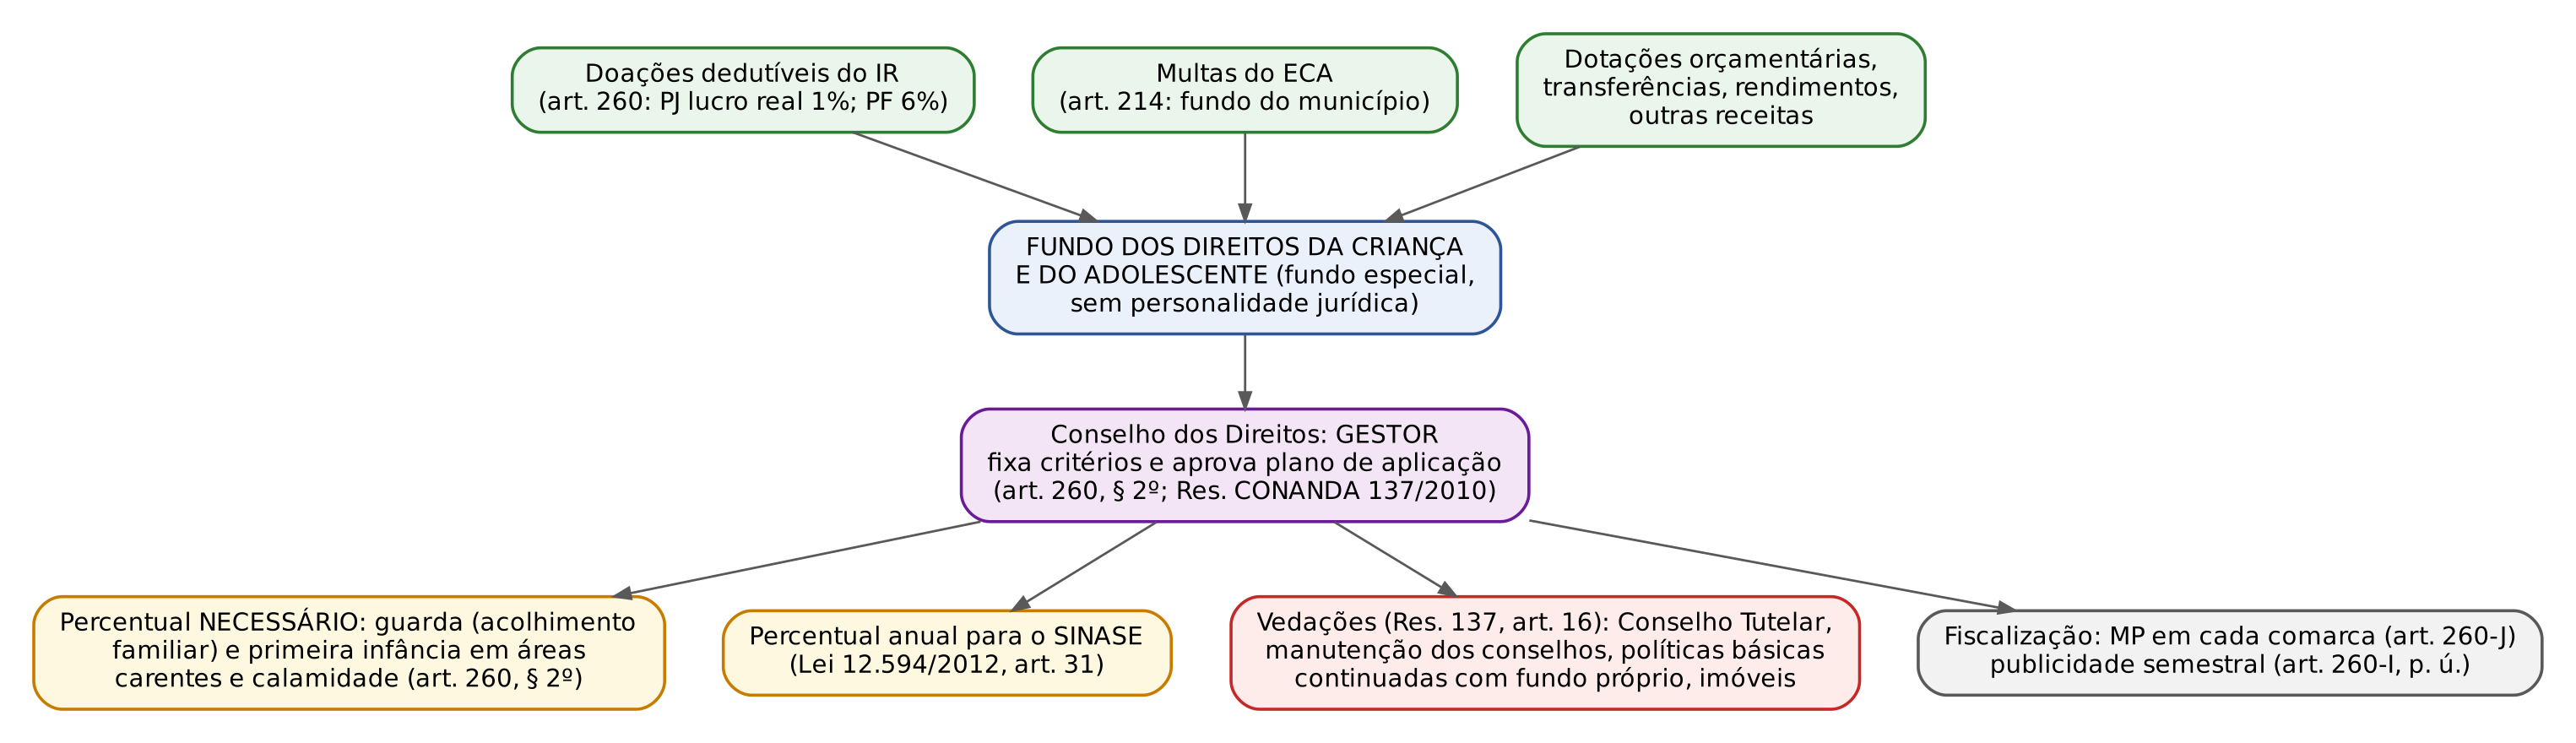 Doações dedutíveis do IR
(art. 260: PJ lucro real 1%; PF 6%)
Multas do ECA
(art. 214: fundo do município)
Dotações orçamentárias,
transferências, rendimentos,
outras receitas
FUNDO DOS DIREITOS DA CRIANÇA
E DO ADOLESCENTE (fundo especial,
sem personalidade jurídica)
Conselho dos Direitos: GESTOR
fixa critérios e aprova plano de aplicação
(art. 260, § 2º; Res. CONANDA 137/2010)
Percentual NECESSÁRIO: guarda (acolhimento
familiar) e primeira infância em áreas
carentes e calamidade (art. 260, § 2º)
Percentual anual para o SINASE
(Lei 12.594/2012, art. 31)
Vedações (Res. 137, art. 16): Conselho Tutelar,
manutenção dos conselhos, políticas básicas
continuadas com fundo próprio, imóveis
Fiscalização: MP em cada comarca (art. 260-J)
publicidade semestral (art. 260-I, p. ú.)